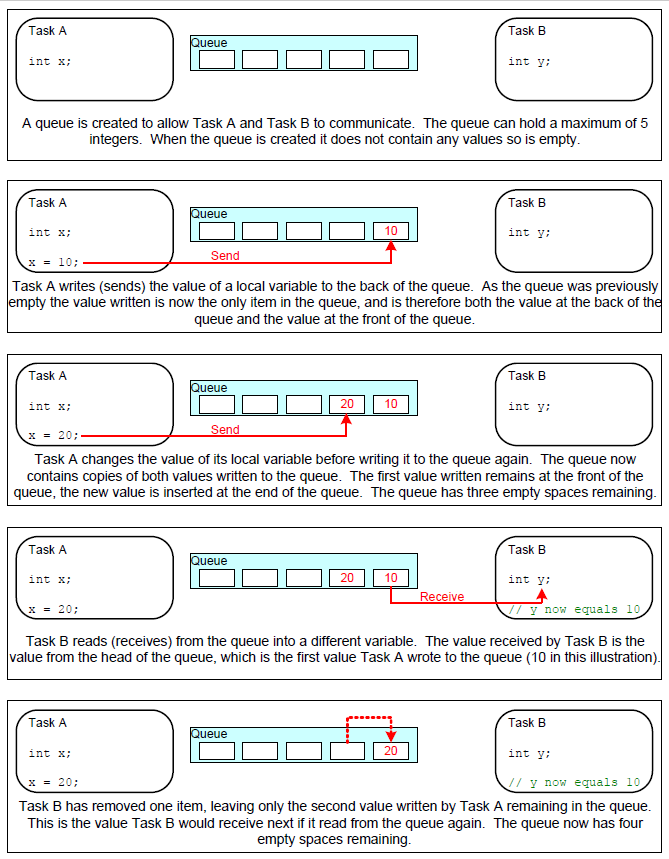 Task A
Queue
Task B
int x;
int y;
A queue is created to allow Task A and Task B to communicate.  The queue can hold a maximum of 5
integers.  When the queue is created it does not contain any values so is empty.
Task A
Queue
Task B
int x;
10
int y;
x = 10;
Send
Task A writes (sends) the value of a local variable to the back of the queue.  As the queue was previously
empty the value written is now the only item in the queue, and is therefore both the value at the back of the
queue and the value at the front of the queue.
Task A
Queue
Task B
int x;
20
10
int y;
x = 20;
Send
Task A changes the value of its local variable before writing it to the queue again.  The queue now
contains copies of both values written to the queue.  The first value written remains at the front of the
queue, the new value is inserted at the end of the queue.  The queue has three empty spaces remaining.
Task A
Queue
Task B
int x;
20
10
int y;
Receive
x = 20;
// y now equals 10
Task B reads (receives) from the queue into a different variable.  The value received by Task B is the
value from the head of the queue, which is the first value Task A wrote to the queue (10 in this illustration).
Task A
Queue
Task B
int x;
20
int y;
x = 20;
// y now equals 10
Task B has removed one item, leaving only the second value written by Task A remaining in the queue.
This is the value Task B would receive next if it read from the queue again.  The queue now has four
empty spaces remaining.